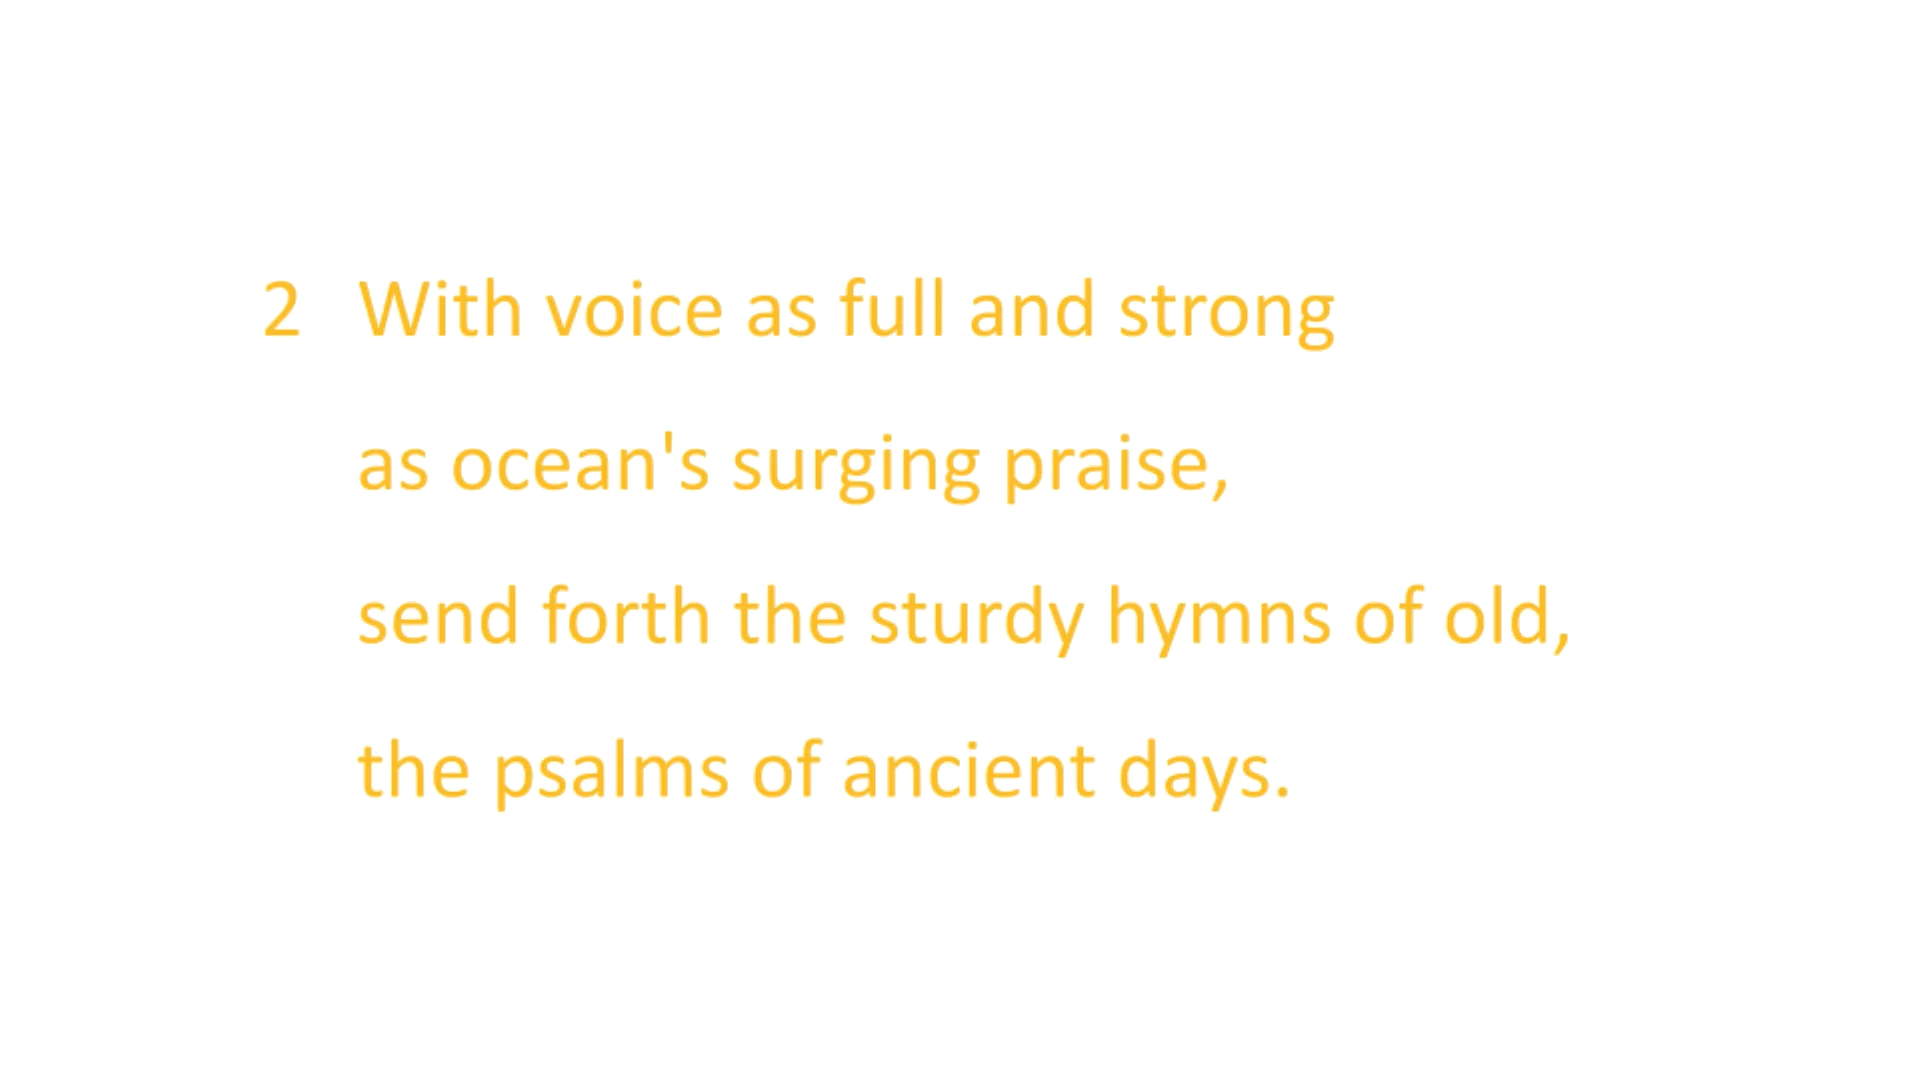 2 With voice as full and strong
as ocean's surging praise,
send forth the sturdy hymns of old,
the psalms of ancient days.